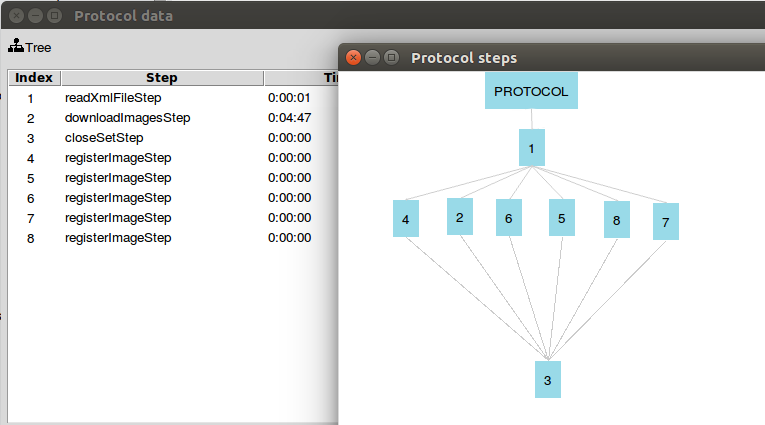 Protocol data
Tree
Index Step
1 readXmlFileStep 0:00:01
2 downloadImagesStep 0:04:47
3 closeSetStep 0:00:00
4 registerImageStep 0:00:00
5 registerImageStep 0:00:00
6 registerImageStep 0:00:00
7 registerImageStep 0:00:00
8 registerImageStep 0:00:00
Protocol steps
PROTOCOL
1
4 2 6 5 8 7
3